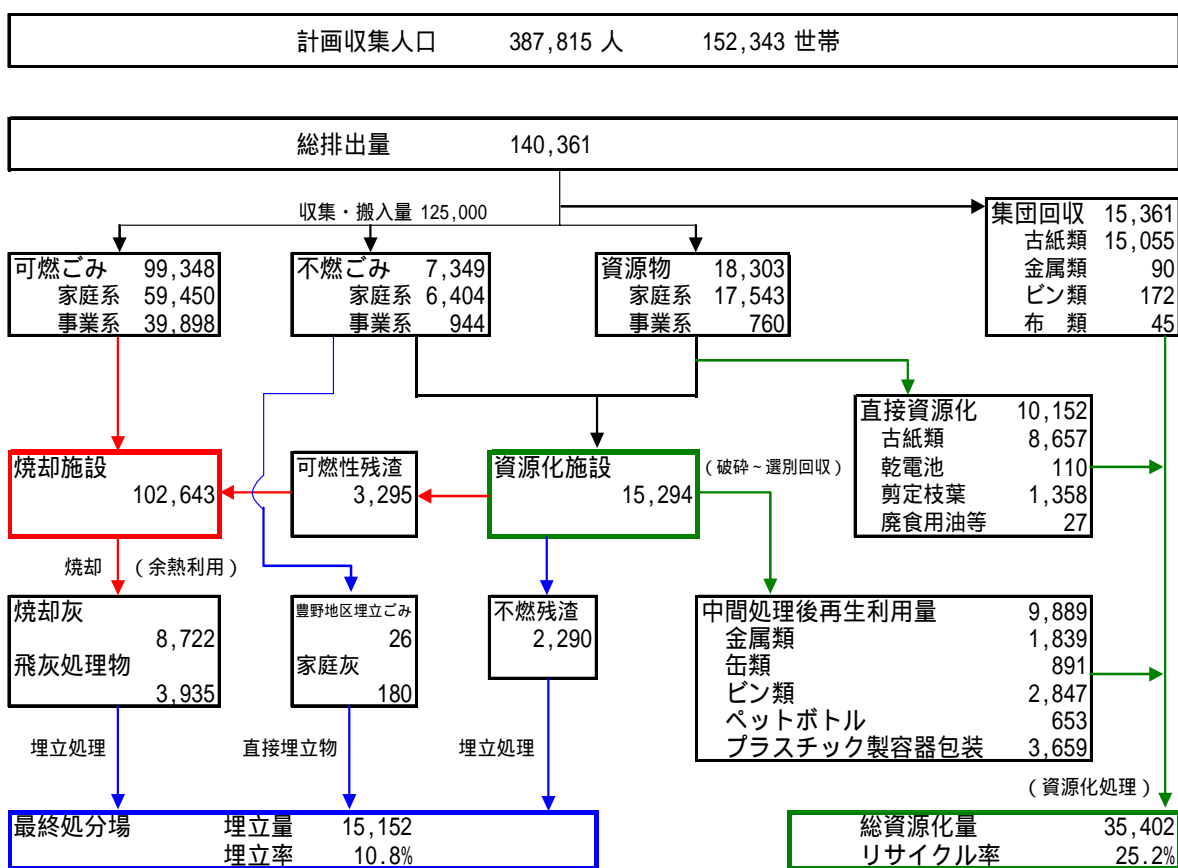 計画収集人口 387,815 人 152,343 世帯
総排出量 140,361
収集・搬入量 125,000
集団回収 15,361
古紙類 15,055
金属類 90
ビン類 172
布 類 45
可燃ごみ 99,348
家庭系 59,450
事業系 39,898
不燃ごみ 7,349
家庭系 6,404
事業系 944
資源物 18,303
家庭系 17,543
事業系 760
直接資源化 10,152
古紙類 8,657
乾電池 110
剪定枝葉 1,358
廃食用油等 27
焼却施設
102,643
可燃性残渣
3,295
資源化施設
15,294
(破砕~選別回収)
焼却 (余熱利用)
焼却灰
8,722
飛灰処理物
3,935
豊野地区埋立ごみ
26
家庭灰
180
不燃残渣
2,290
中間処理後再生利用量 9,889
金属類 1,839
缶類 891
ビン類 2,847
ペットボトル 653
プラスチック製容器包装 3,659
埋立処理
直接埋立物
埋立処理
(資源化処理)
最終処分場 埋立量 15,152
埋立率 10.8%
総資源化量 35,402
リサイクル率 25.2%